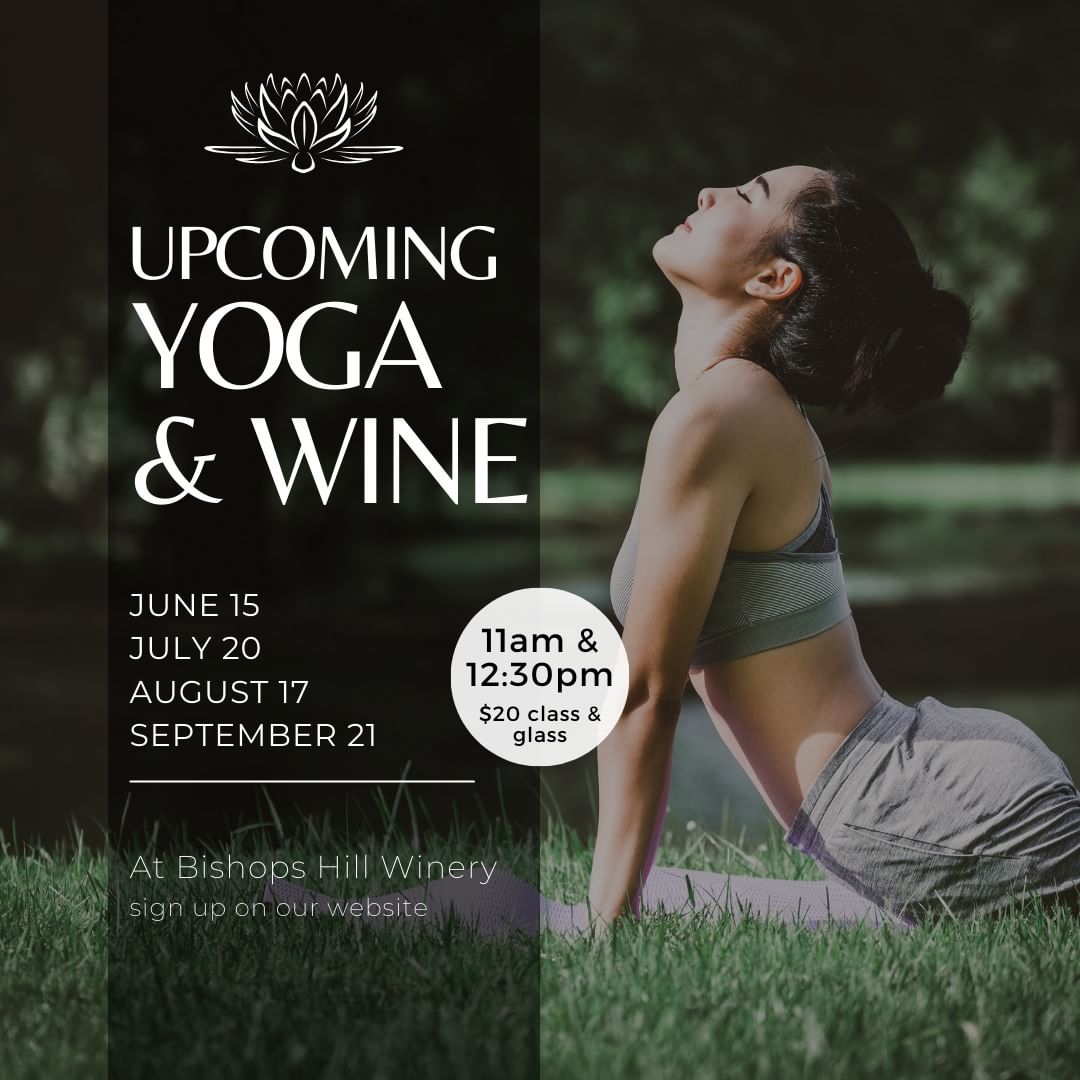 UPCOMING
YOGA
& WINE
JUNE 15
JULY 20
AUGUST 17
SEPTEMBER 21
11am &
12:30pm
$20 class &
glass
At Bishops Hill Winery
sign up on our website